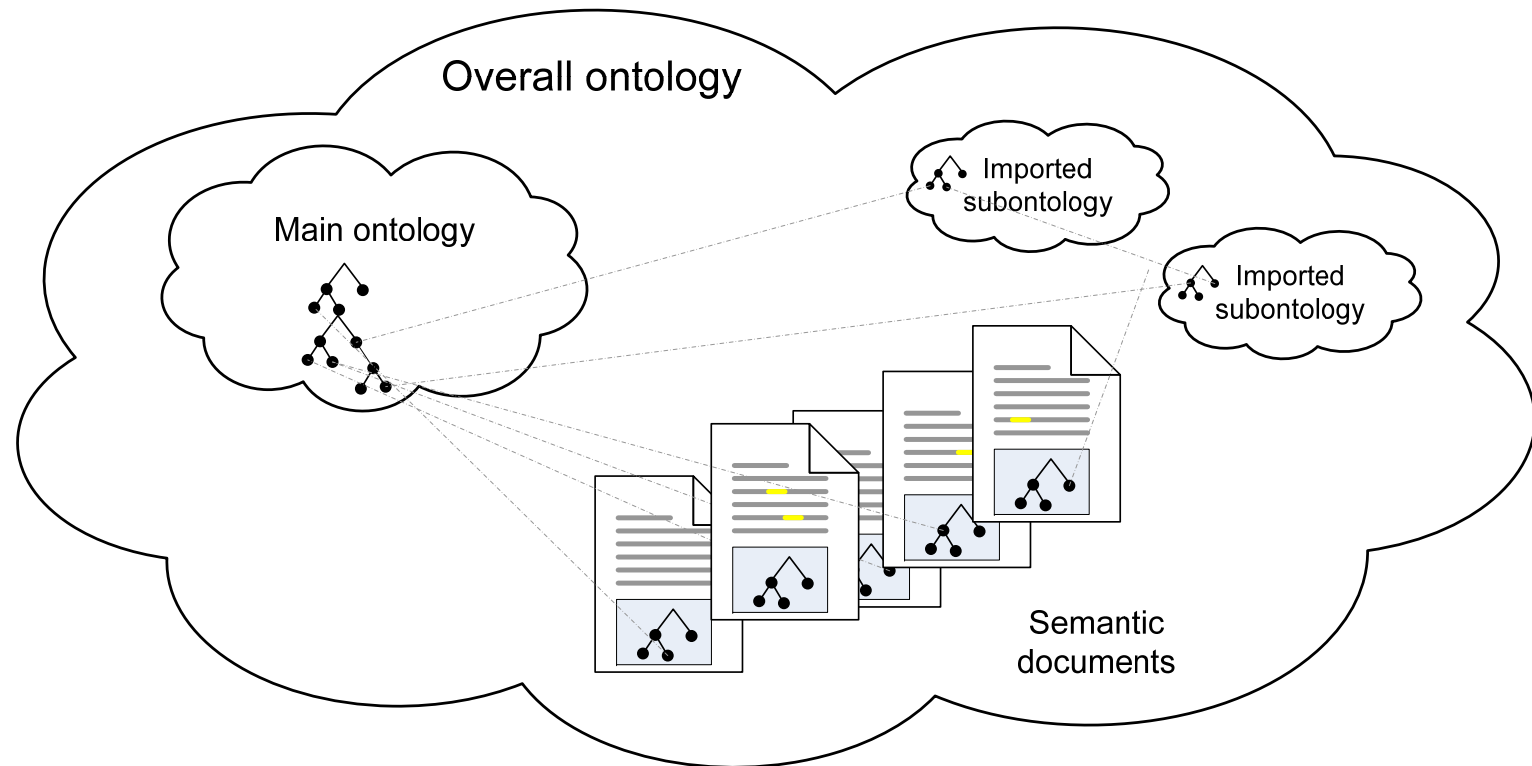 Overall ontology
Main ontology
Imported
subontology
Imported
subontology
Semantic
documents